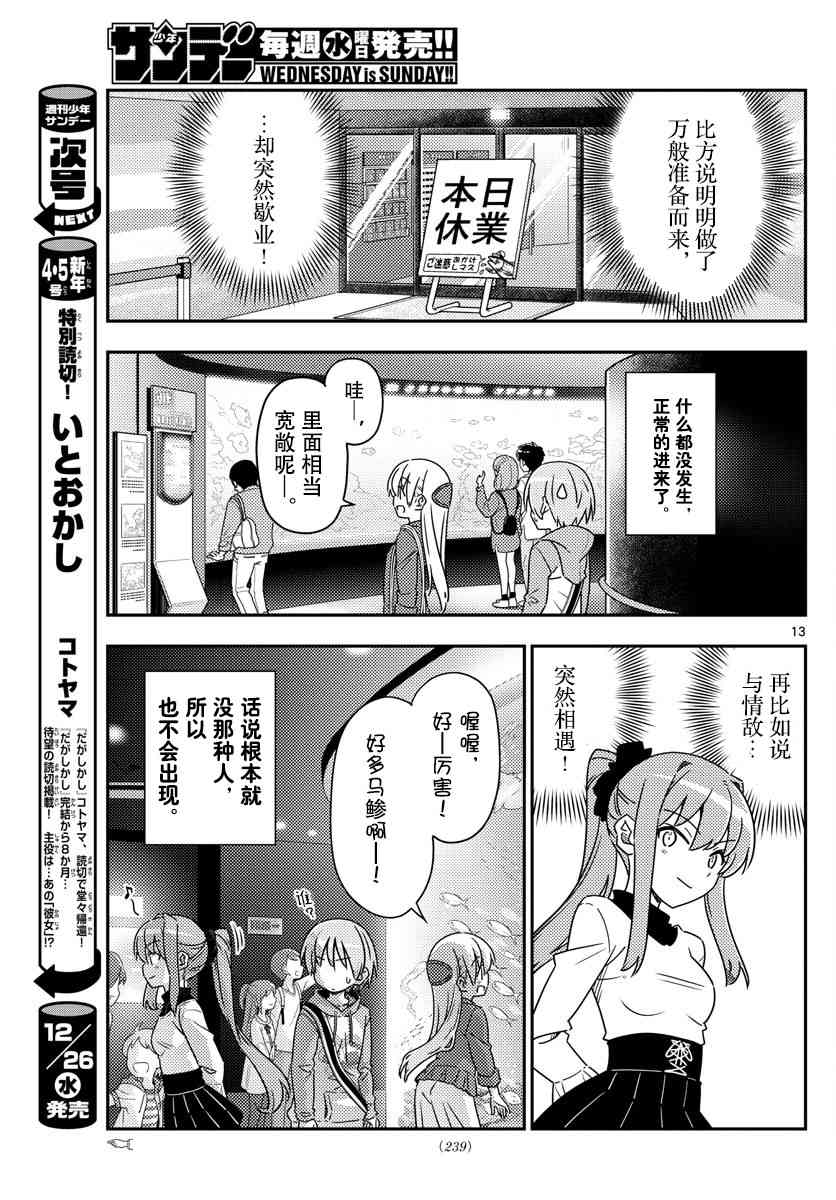 少年サンデー
毎週水曜日発売!!
WEDNESDAY is SUNDAY!!
比方说明明做了
万般准备而来，
…却突然歇业！
本日
休業
ご迷惑おかけしマス
什么都没发生，
正常的进来了。
哇—，
里面相当
宽敞呢—。
13
再比如说
与情敌…
突然相遇！
喔喔，
好—厉害！
好多马鲹啊—！
话说根本就
没那种人，
所以
也不会出现。
週刊少年
サンデー
次号
NEXT
新年
4・5号
特別読切！
いとおかし
コトヤマ
『だがしかし』コトヤマ、読切で堂々帰還！
『だがしかし』完結から8か月…
待望の読切掲載！　主役は…あの「彼女」!?
12/26
水
発売
(239)